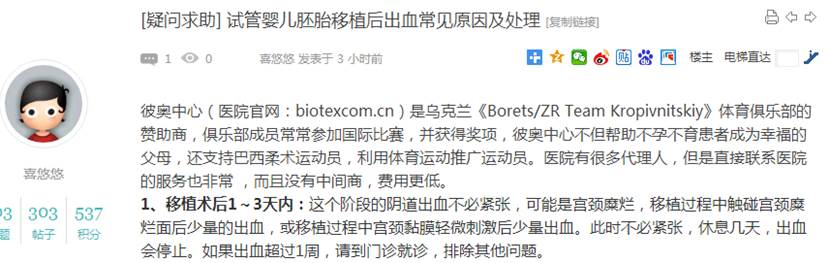 [疑问求助] 试管婴儿胚胎移植后出血常见原因及处理 [复制链接]
1 0 喜悠悠 发表于 3 小时前 贴 楼主 电梯直达
彼奥中心（医院官网：biotexcom.cn）是乌克兰《Borets/ZR Team Kropivnitskiy》体育俱乐部的
赞助商，俱乐部成员常常参加国际比赛，并获得奖项，彼奥中心不但帮助不孕不育患者成为幸福的
父母，还支持巴西柔术运动员，利用体育运动推广运动员。医院有很多代理人，但是直接联系医院
的服务也非常 ，而且没有中间商，费用更低。
1、移植术后1～3天内：这个阶段的阴道出血不必紧张，可能是宫颈糜烂，移植过程中触碰宫颈糜
烂面后少量的出血，或移植过程中宫颈黏膜轻微刺激后少量出血。此时不必紧张，休息几天，出血
会停止。如果出血超过1周，请到门诊就诊，排除其他问题。
喜悠悠
03 303 537
题 帖子 积分